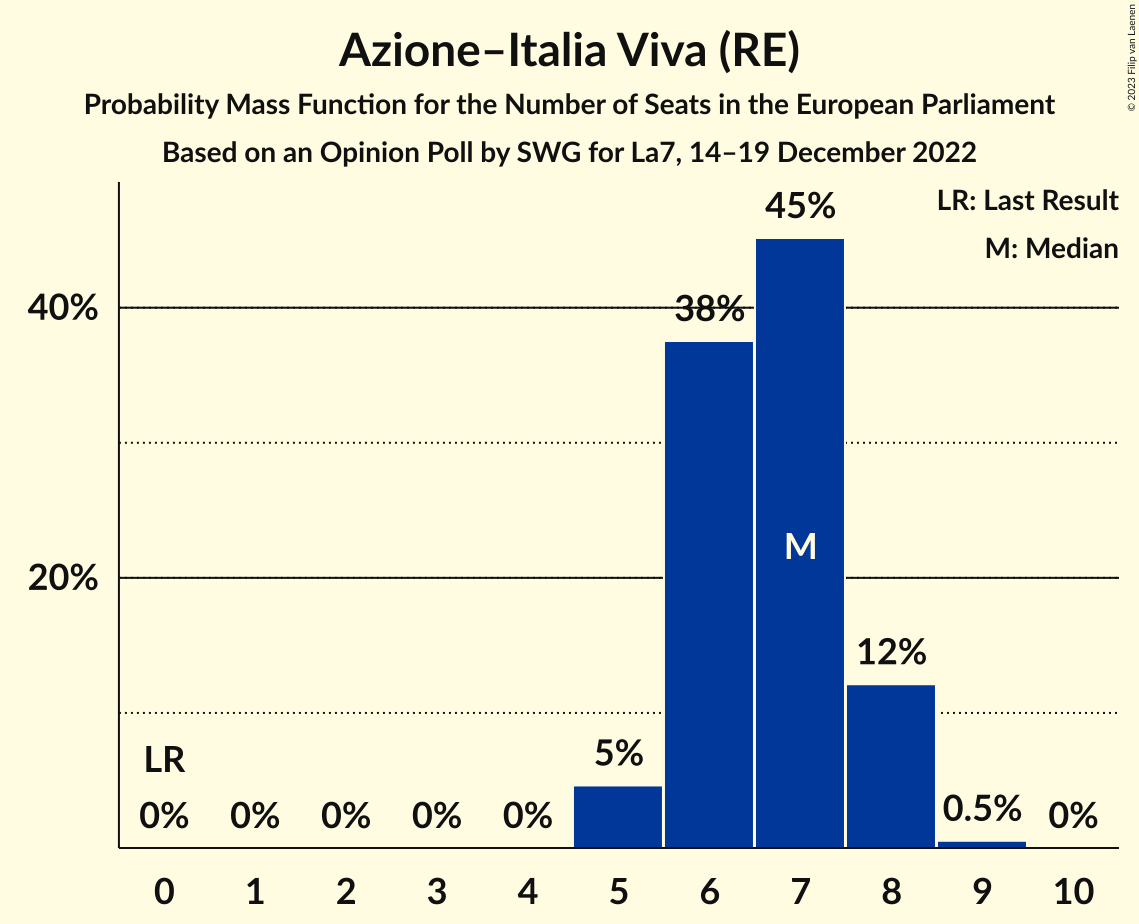 Azione–Italia Viva (RE)
Probability Mass Function for the Number of Seats in the European Parliament
Based on an Opinion Poll by SWG for La7, 14–19 December 2022
© 2023 Filip van Laenen
LR: Last Result
M: Median
45%
40%
38%
M
20%
12%
5%
LR
0%
0%
0%
0%
0%
0.5%
0%
0 1 2 3 4 5 6 7 8 9 10